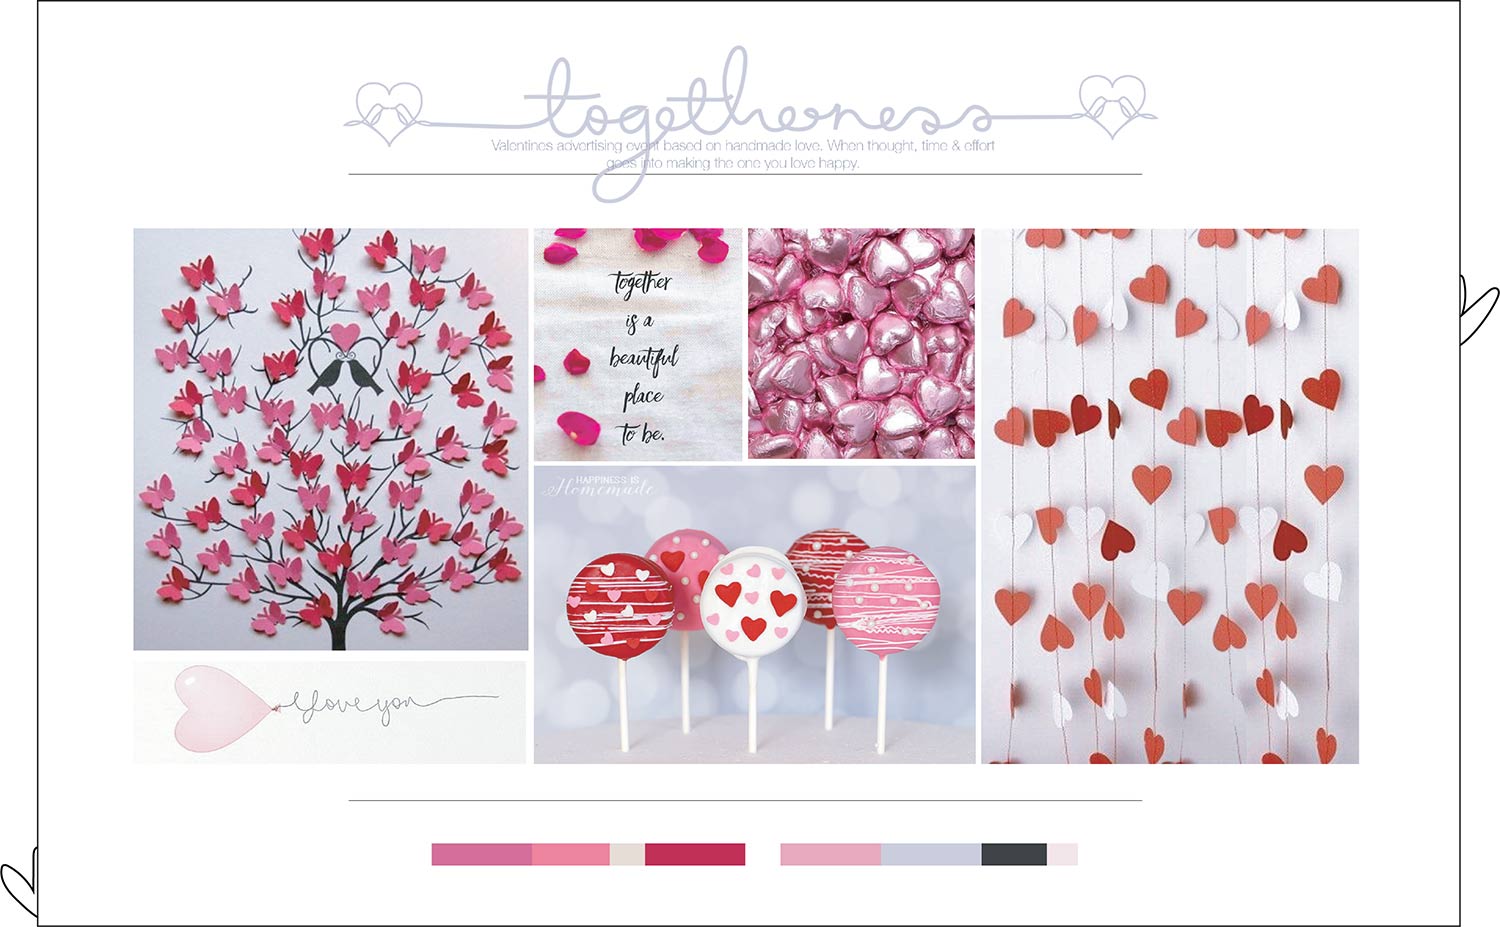 togetherness
Valentines advertising event based on handmade love. When thought, time & effort
goes into making the one you love happy.
together
is a
beautiful
place
to be.
HAPPINESS IS
Homemade
I love you